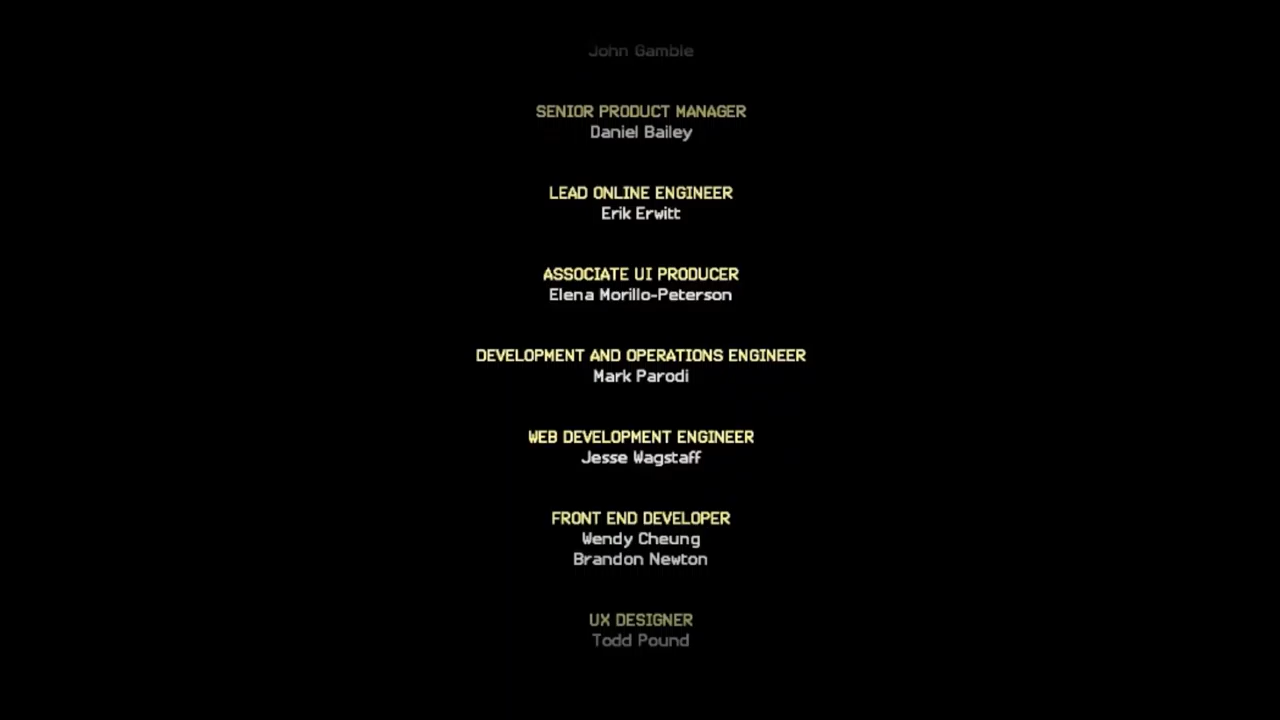 John Gamble
SENIOR PRODUCT MANAGER
Daniel Bailey
LEAD ONLINE ENGINEER
Erik Erwitt
ASSOCIATE UI PRODUCER
Elena Morillo-Peterson
DEVELOPMENT AND OPERATIONS ENGINEER
Mark Parodi
WEB DEVELOPMENT ENGINEER
Jesse Wagstaff
FRONT END DEVELOPER
Wendy Cheung
Brandon Newton
UX DESIGNER
Todd Pound